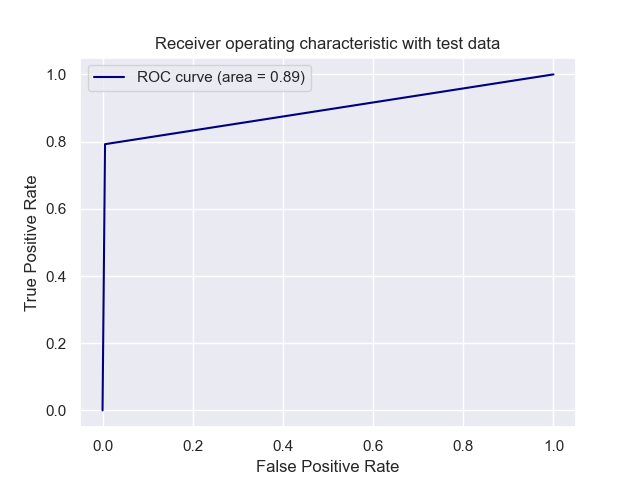 Receiver operating characteristic with test data
ROC curve (area = 0.89)
1.0
0.8
0.6
0.4
0.2
0.0
True Positive Rate
0.0 0.2 0.4 0.6 0.8 1.0
False Positive Rate